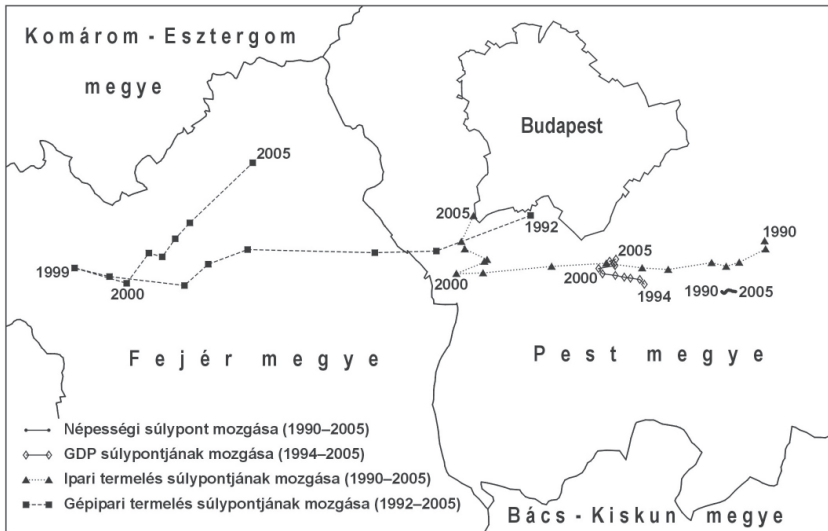 Komárom - Esztergom
megye
Budapest
2005
2005
1992
1990
1999
2000
2000
2005
2000
1994
1990
2005
Fejér megye
Pest megye
Népességi súlypont mozgása (1990–2005)
GDP súlypontjának mozgása (1994–2005)
Ipari termelés súlypontjának mozgása (1990–2005)
Gépipari termelés súlypontjának mozgása (1992–2005)
Bács - Kiskun megye